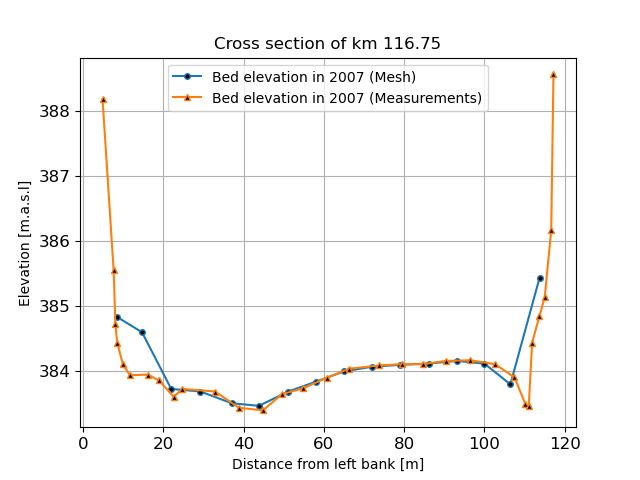 Cross section of km 116.75
Bed elevation in 2007 (Mesh)
Bed elevation in 2007 (Measurements)
388
387
386
385
384
Elevation [m.a.s.l]
0 20 40 60 80 100 120
Distance from left bank [m]